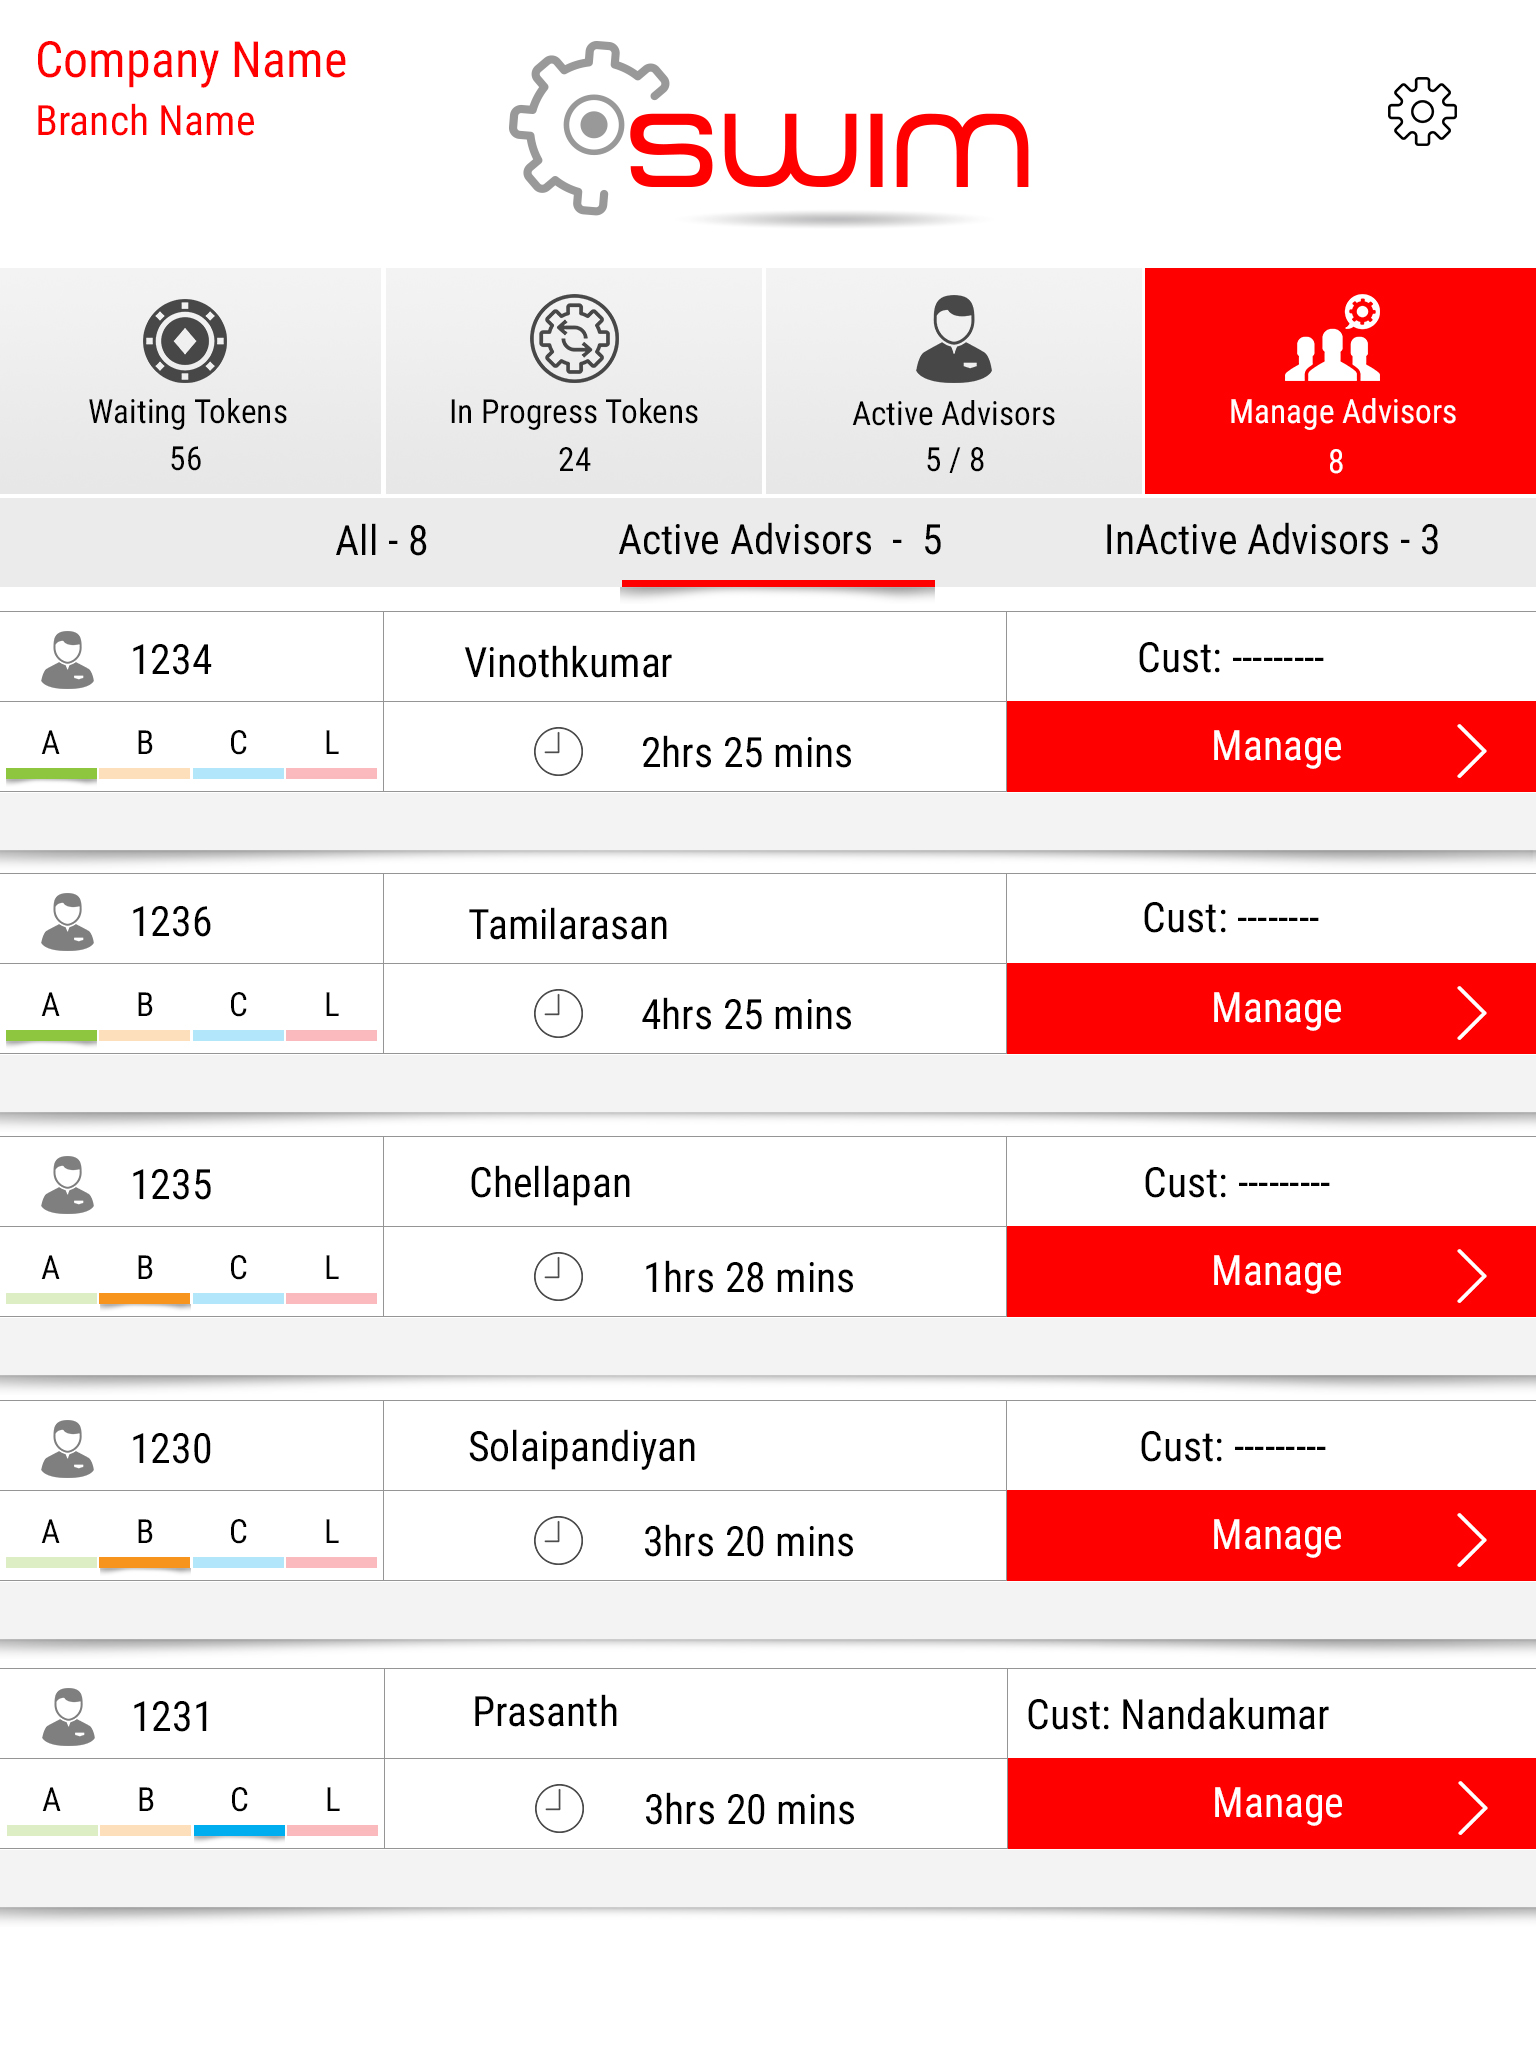 Company Name
Branch Name
swim
Waiting Tokens
56
In Progress Tokens
24
Active Advisors
5 / 8
Manage Advisors
8
All - 8
Active Advisors - 5
InActive Advisors - 3
1234
Vinothkumar
Cust: ---------
A B C L
2hrs 25 mins
Manage
1236
Tamilarasan
Cust: --------
A B C L
4hrs 25 mins
Manage
1235
Chellapan
Cust: ---------
A B C L
1hrs 28 mins
Manage
1230
Solaipandiyan
Cust: ---------
A B C L
3hrs 20 mins
Manage
1231
Prasanth
Cust: Nandakumar
A B C L
3hrs 20 mins
Manage